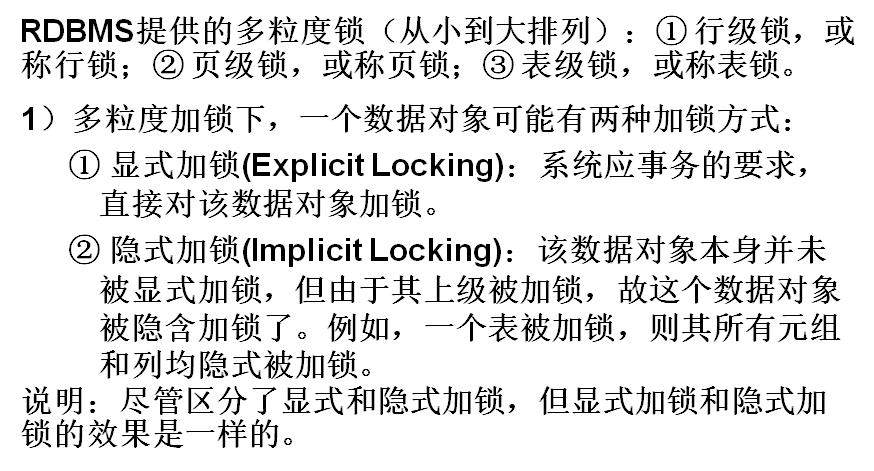 RDBMS提供的多粒度锁（从小到大排列）：① 行级锁，或
称行锁；② 页级锁，或称页锁；③ 表级锁，或称表锁。
1）多粒度加锁下，一个数据对象可能有两种加锁方式：
① 显式加锁(Explicit Locking)：系统应事务的要求，
直接对该数据对象加锁。
② 隐式加锁(Implicit Locking)：该数据对象本身并未
被显式加锁，但由于其上级被加锁，故这个数据对象
被隐含加锁了。例如，一个表被加锁，则其所有元组
和列均隐式被加锁。
说明：尽管区分了显式和隐式加锁，但显式加锁和隐式加
锁的效果是一样的。